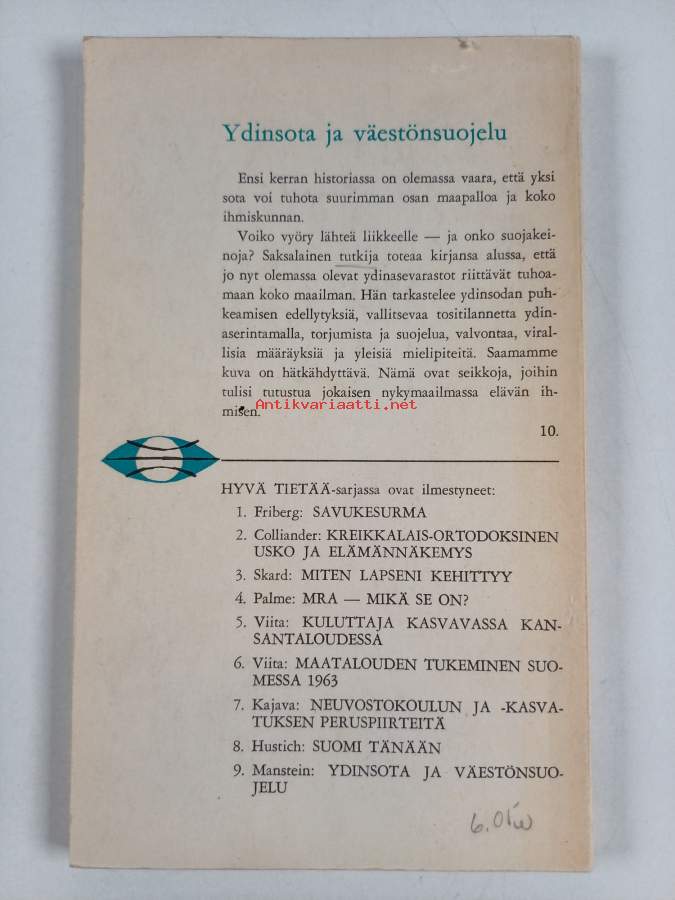 Ydinsota ja väestönsuojelu
Ensi kerran historiassa on olemassa vaara, että yksi
sota voi tuhota suurimman osan maapalloa ja koko
ihmiskunnan.
Voiko vyöry lähteä liikkeelle — ja onko suojakei-
noja? Saksalainen tutkija toteaa kirjansa alussa, että
jo nyt olemassa olevat ydinasevarastot riittävät tuhoa-
maan koko maailman. Hän tarkastelee ydinsodan puh-
keamisen edellytyksiä, vallitsevaa tositilannetta ydin-
aserintamalla, torjumista ja suojelua, valvontaa, viral-
lisia määräyksiä ja yleisiä mielipiteitä. Saamamme
kuva on hätkähdyttävä. Nämä ovat seikkoja, joihin
tulisi tutustua jokaisen nykymaailmassa elävän ih-
misen.
Antikvariaatti.net
10.
HYVÄ TIETÄÄ-sarjassa ovat ilmestyneet:
1. Friberg: SAVUKESURMA
2. Colliander: KREIKKALAIS-ORTODOKSINEN
USKO JA ELÄMÄNNÄKEMYS
3. Skard: MITEN LAPSENI KEHITTYY
4. Palme: MRA — MIKÄ SE ON?
5. Viita: KULUTTAJA KASVAVASSA KAN-
SANTALOUDESSA
6. Viita: MAATALOUDEN TUKEMINEN SUO-
MESSA 1963
7. Kajava: NEUVOSTOKOULUN JA -KASVA-
TUKSEN PERUSPIIRTEITÄ
8. Hustich: SUOMI TÄNÄÄN
9. Manstein: YDINSOTA JA VÄESTÖNSUO-
JELU